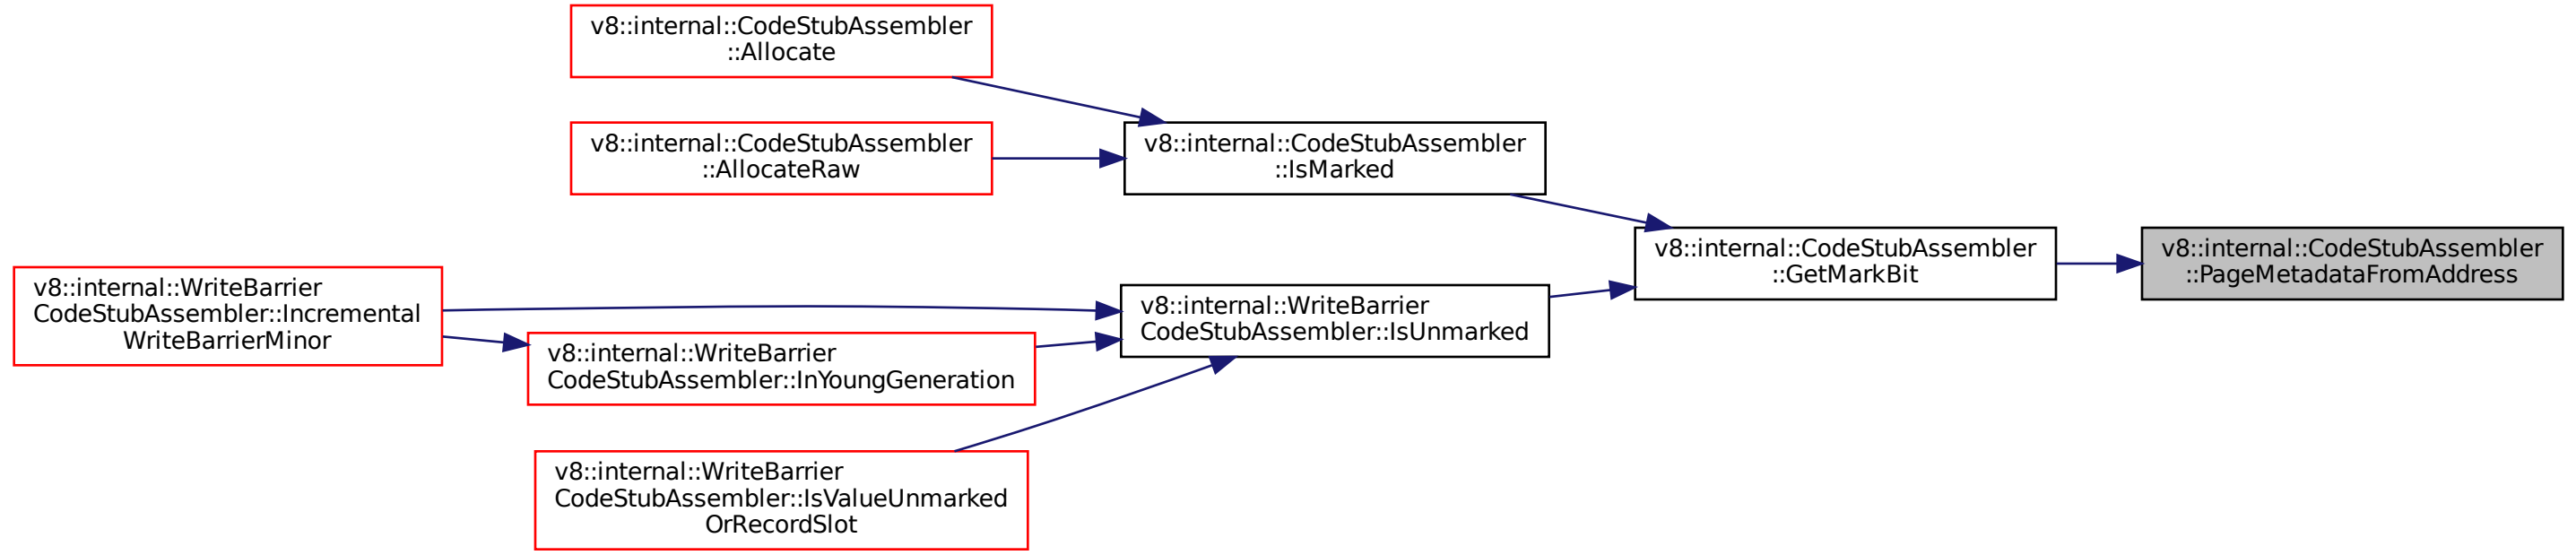 v8::internal::CodeStubAssembler
::Allocate
v8::internal::CodeStubAssembler
::AllocateRaw
v8::internal::CodeStubAssembler
::IsMarked
v8::internal::CodeStubAssembler
::GetMarkBit
v8::internal::CodeStubAssembler
::PageMetadataFromAddress
v8::internal::WriteBarrier
CodeStubAssembler::Incremental
WriteBarrierMinor
v8::internal::WriteBarrier
CodeStubAssembler::IsUnmarked
v8::internal::WriteBarrier
CodeStubAssembler::InYoungGeneration
v8::internal::WriteBarrier
CodeStubAssembler::IsValueUnmarked
OrRecordSlot